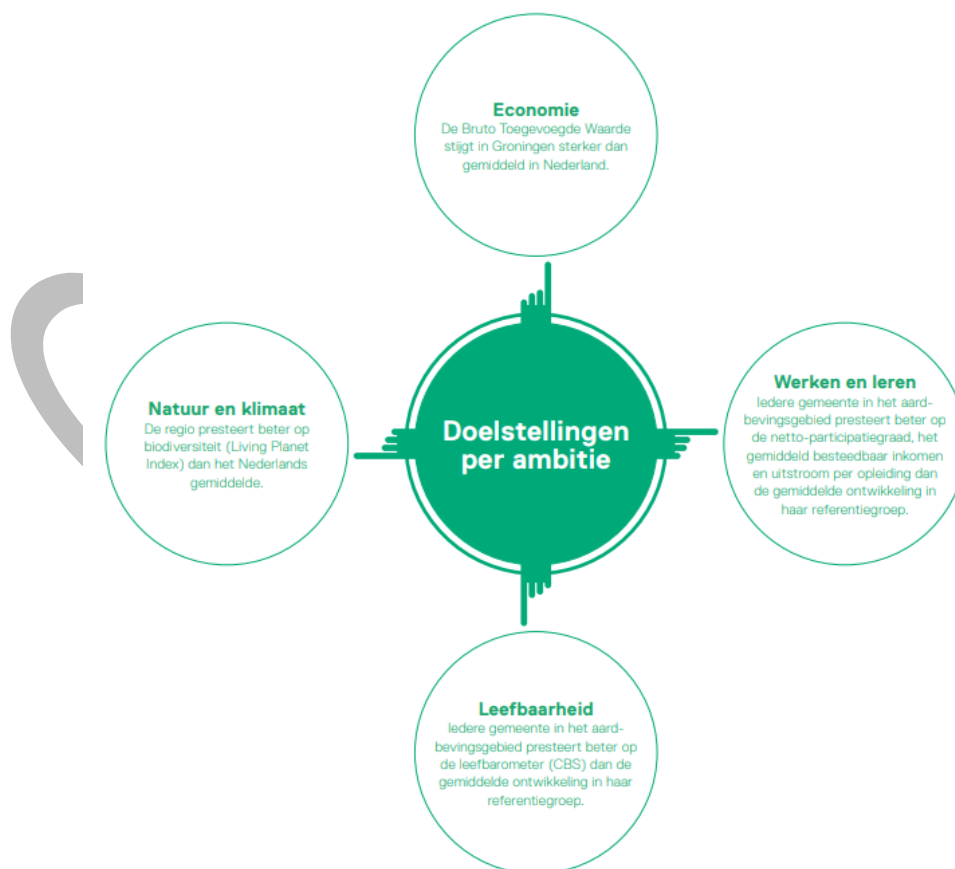 Economie
De Bruto Toegevoegde Waarde
stijgt in Groningen sterker dan
gemiddeld in Nederland.
Natuur en klimaat
De regio presteert beter op
biodiversiteit (Living Planet
Index) dan het Nederlands
gemiddelde.
Doelstellingen
per ambitie
Werken en leren
Iedere gemeente in het aard-
bevingsgebied presteert beter op
de netto-participatiegraad, het
gemiddeld besteedbaar inkomen
en uitstroom per opleiding dan
de gemiddelde ontwikkeling in
haar referentiegroep.
Leefbaarheid
Iedere gemeente in het aard-
bevingsgebied presteert beter op
de leefbarometer (CBS) dan de
gemiddelde ontwikkeling in haar
referentiegroep.